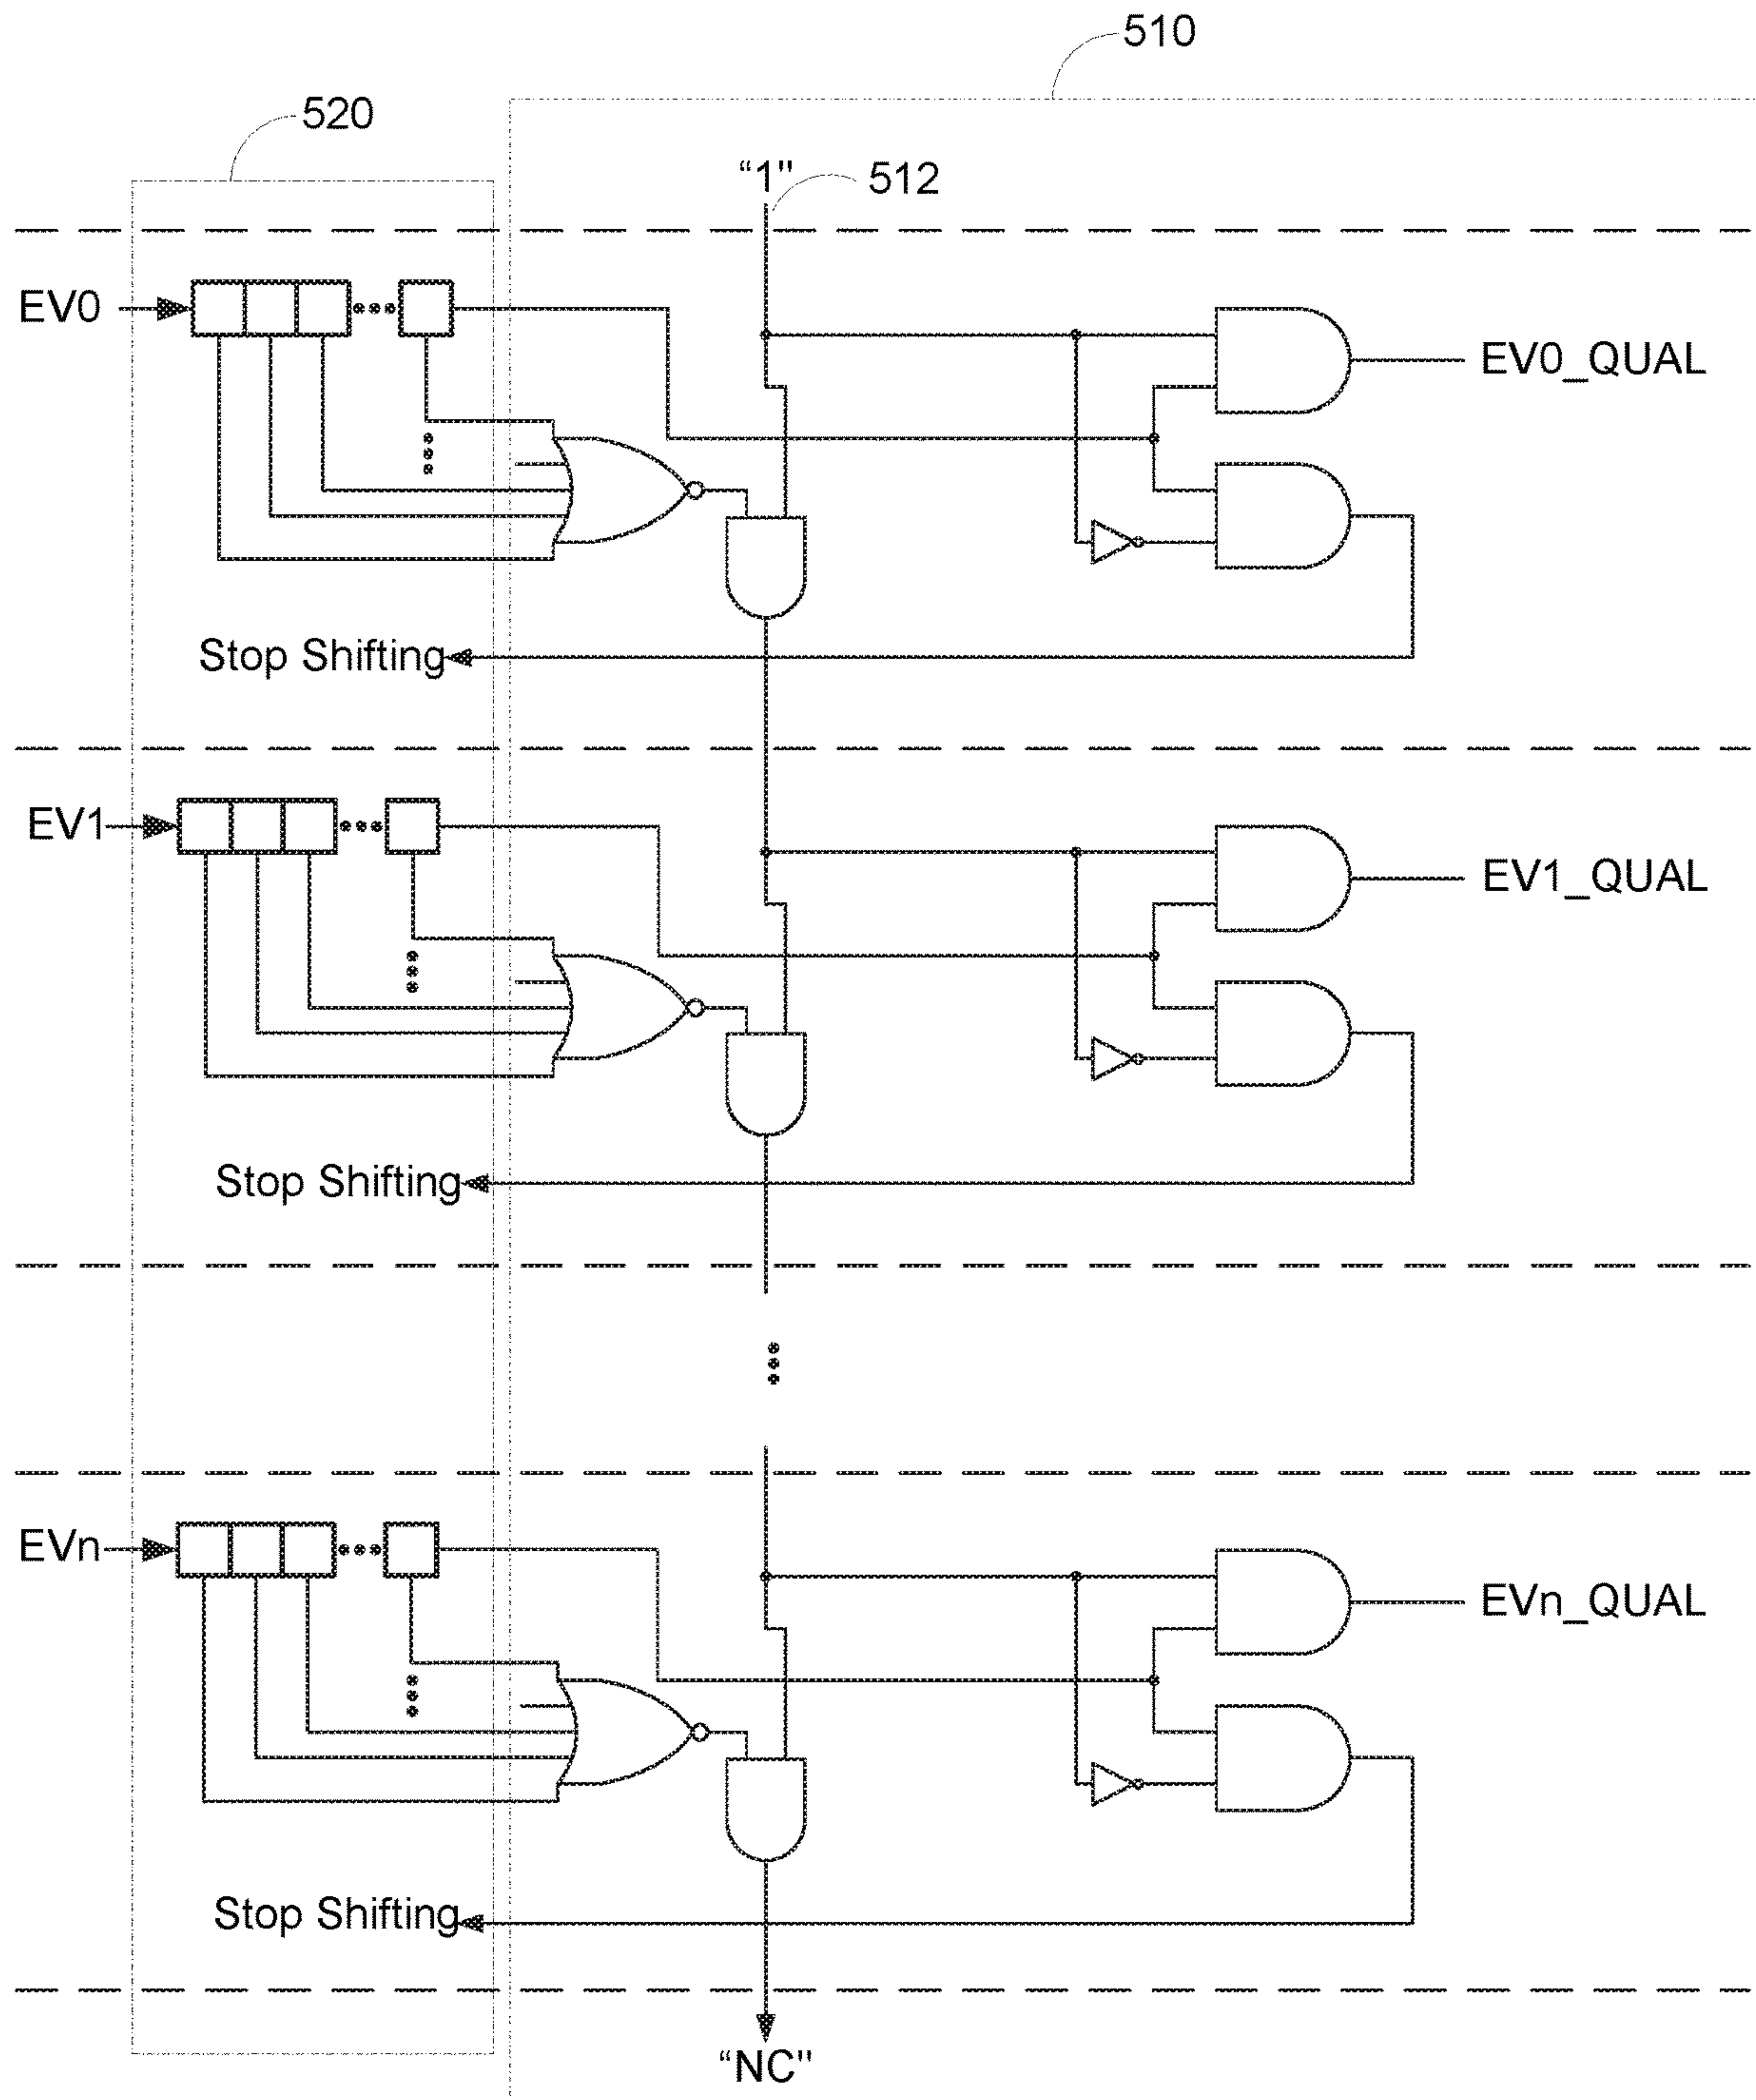 510
520
“1”
512
EV0
EV0_QUAL
Stop Shifting
EV1
EV1_QUAL
Stop Shifting
EVn
EVn_QUAL
Stop Shifting
“NC”